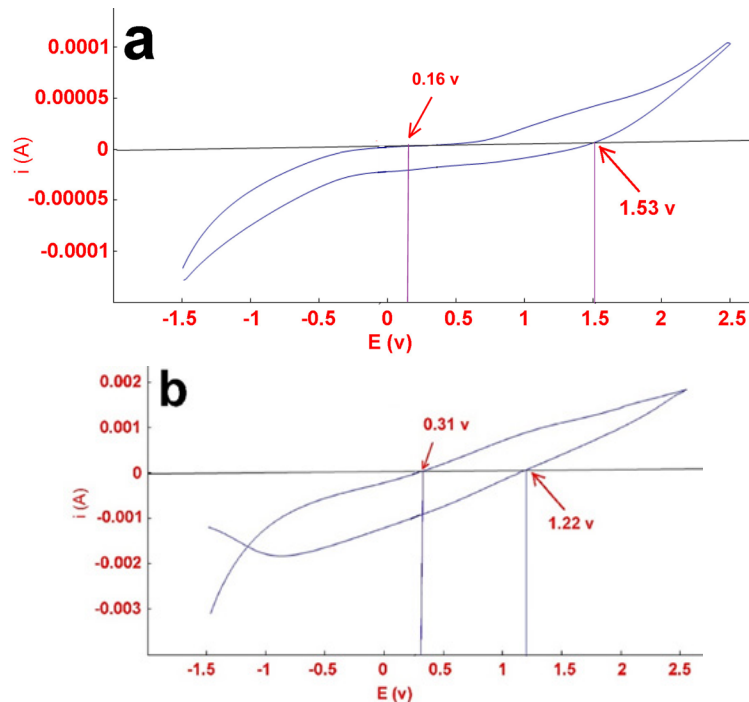 a
0.0001
0.16 v
0.00005
0
i (A)
-0.00005
1.53 v
-0.0001
-1.5 -1 -0.5 0 0.5 1 1.5 2 2.5
E (v)
b
0.002
0.31 v
0.001
0
i (A)
-0.001
1.22 v
-0.002
-0.003
-1.5 -1 -0.5 0 0.5 1 1.5 2 2.5
E (v)